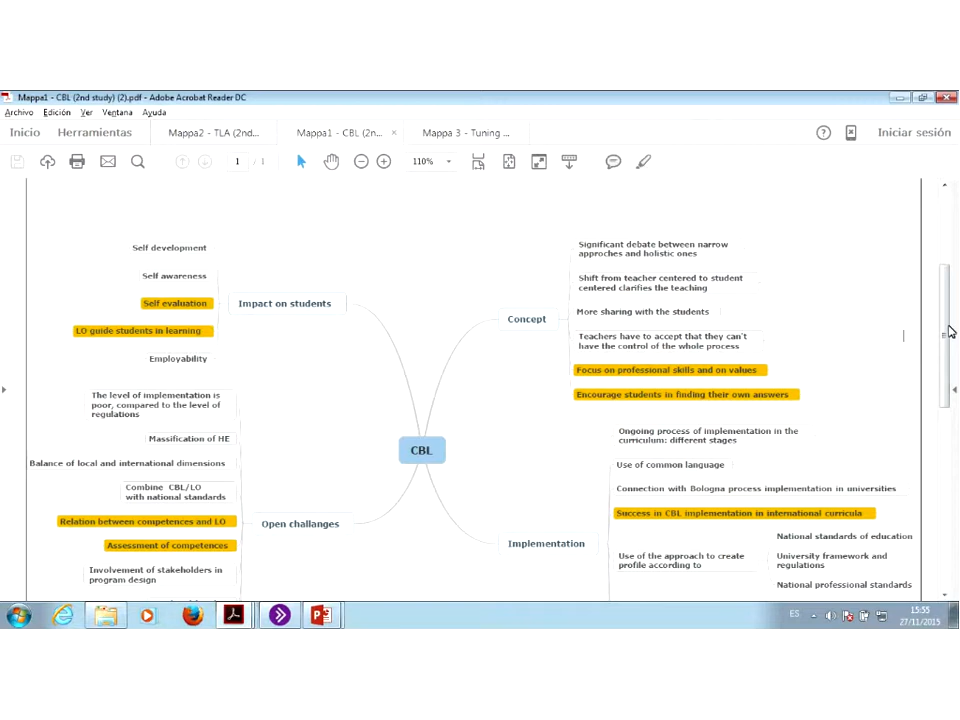 Mappa1 - CBL (2nd study) (2).pdf - Adobe Acrobat Reader DC
Archivo Edición Ver Ventana Ayuda
Inicio Herramientas Mappa2 - TLA (2nd... Mappa1 - CBL (2n... × Mappa 3 - Tuning ... Iniciar sesión
1 / 1 110%
Self development
Self awareness
Self evaluation
LO guide students in learning
Employability
Impact on students
Significant debate between narrow
approches and holistic ones
Shift from teacher centered to student
centered clarifies the teaching
More sharing with the students
Teachers have to accept that they can't
have the control of the whole process
Focus on professional skills and on values
Encourage students in finding their own answers
Concept
CBL
The level of implementation is
poor, compared to the level of
regulations
Massification of HE
Balance of local and international dimensions
Combine CBL/LO
with national standards
Relation between competences and LO
Assessment of competences
Involvement of stakeholders in
program design
Open challanges
Ongoing process of implementation in the
curriculum: different stages
Use of common language
Connection with Bologna process implementation in universities
Success in CBL implementation in international curricula
Implementation
Use of the approach to create
profile according to
National standards of education
University framework and
regulations
National professional standards
ES
15:55
27/11/2015